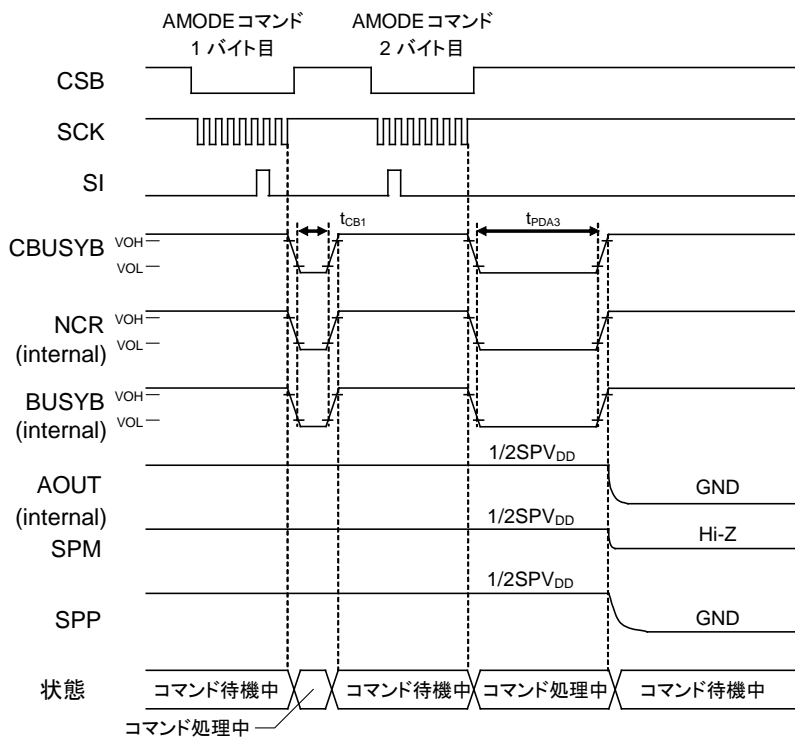 AMODEコマンド AMODEコマンド
1 バイト目 2 バイト目
CSB
SCK
SI
tCB1 tPDA3
CBUSYB VOH
VOL
NCR VOH
(internal) VOL
BUSYB VOH
(internal) VOL
1/2SPVDD
AOUT GND
(internal)
1/2SPVDD
SPM Hi-Z
1/2SPVDD
SPP GND
状態 コマンド待機中 コマンド待機中 コマンド処理中 コマンド待機中
コマンド処理中